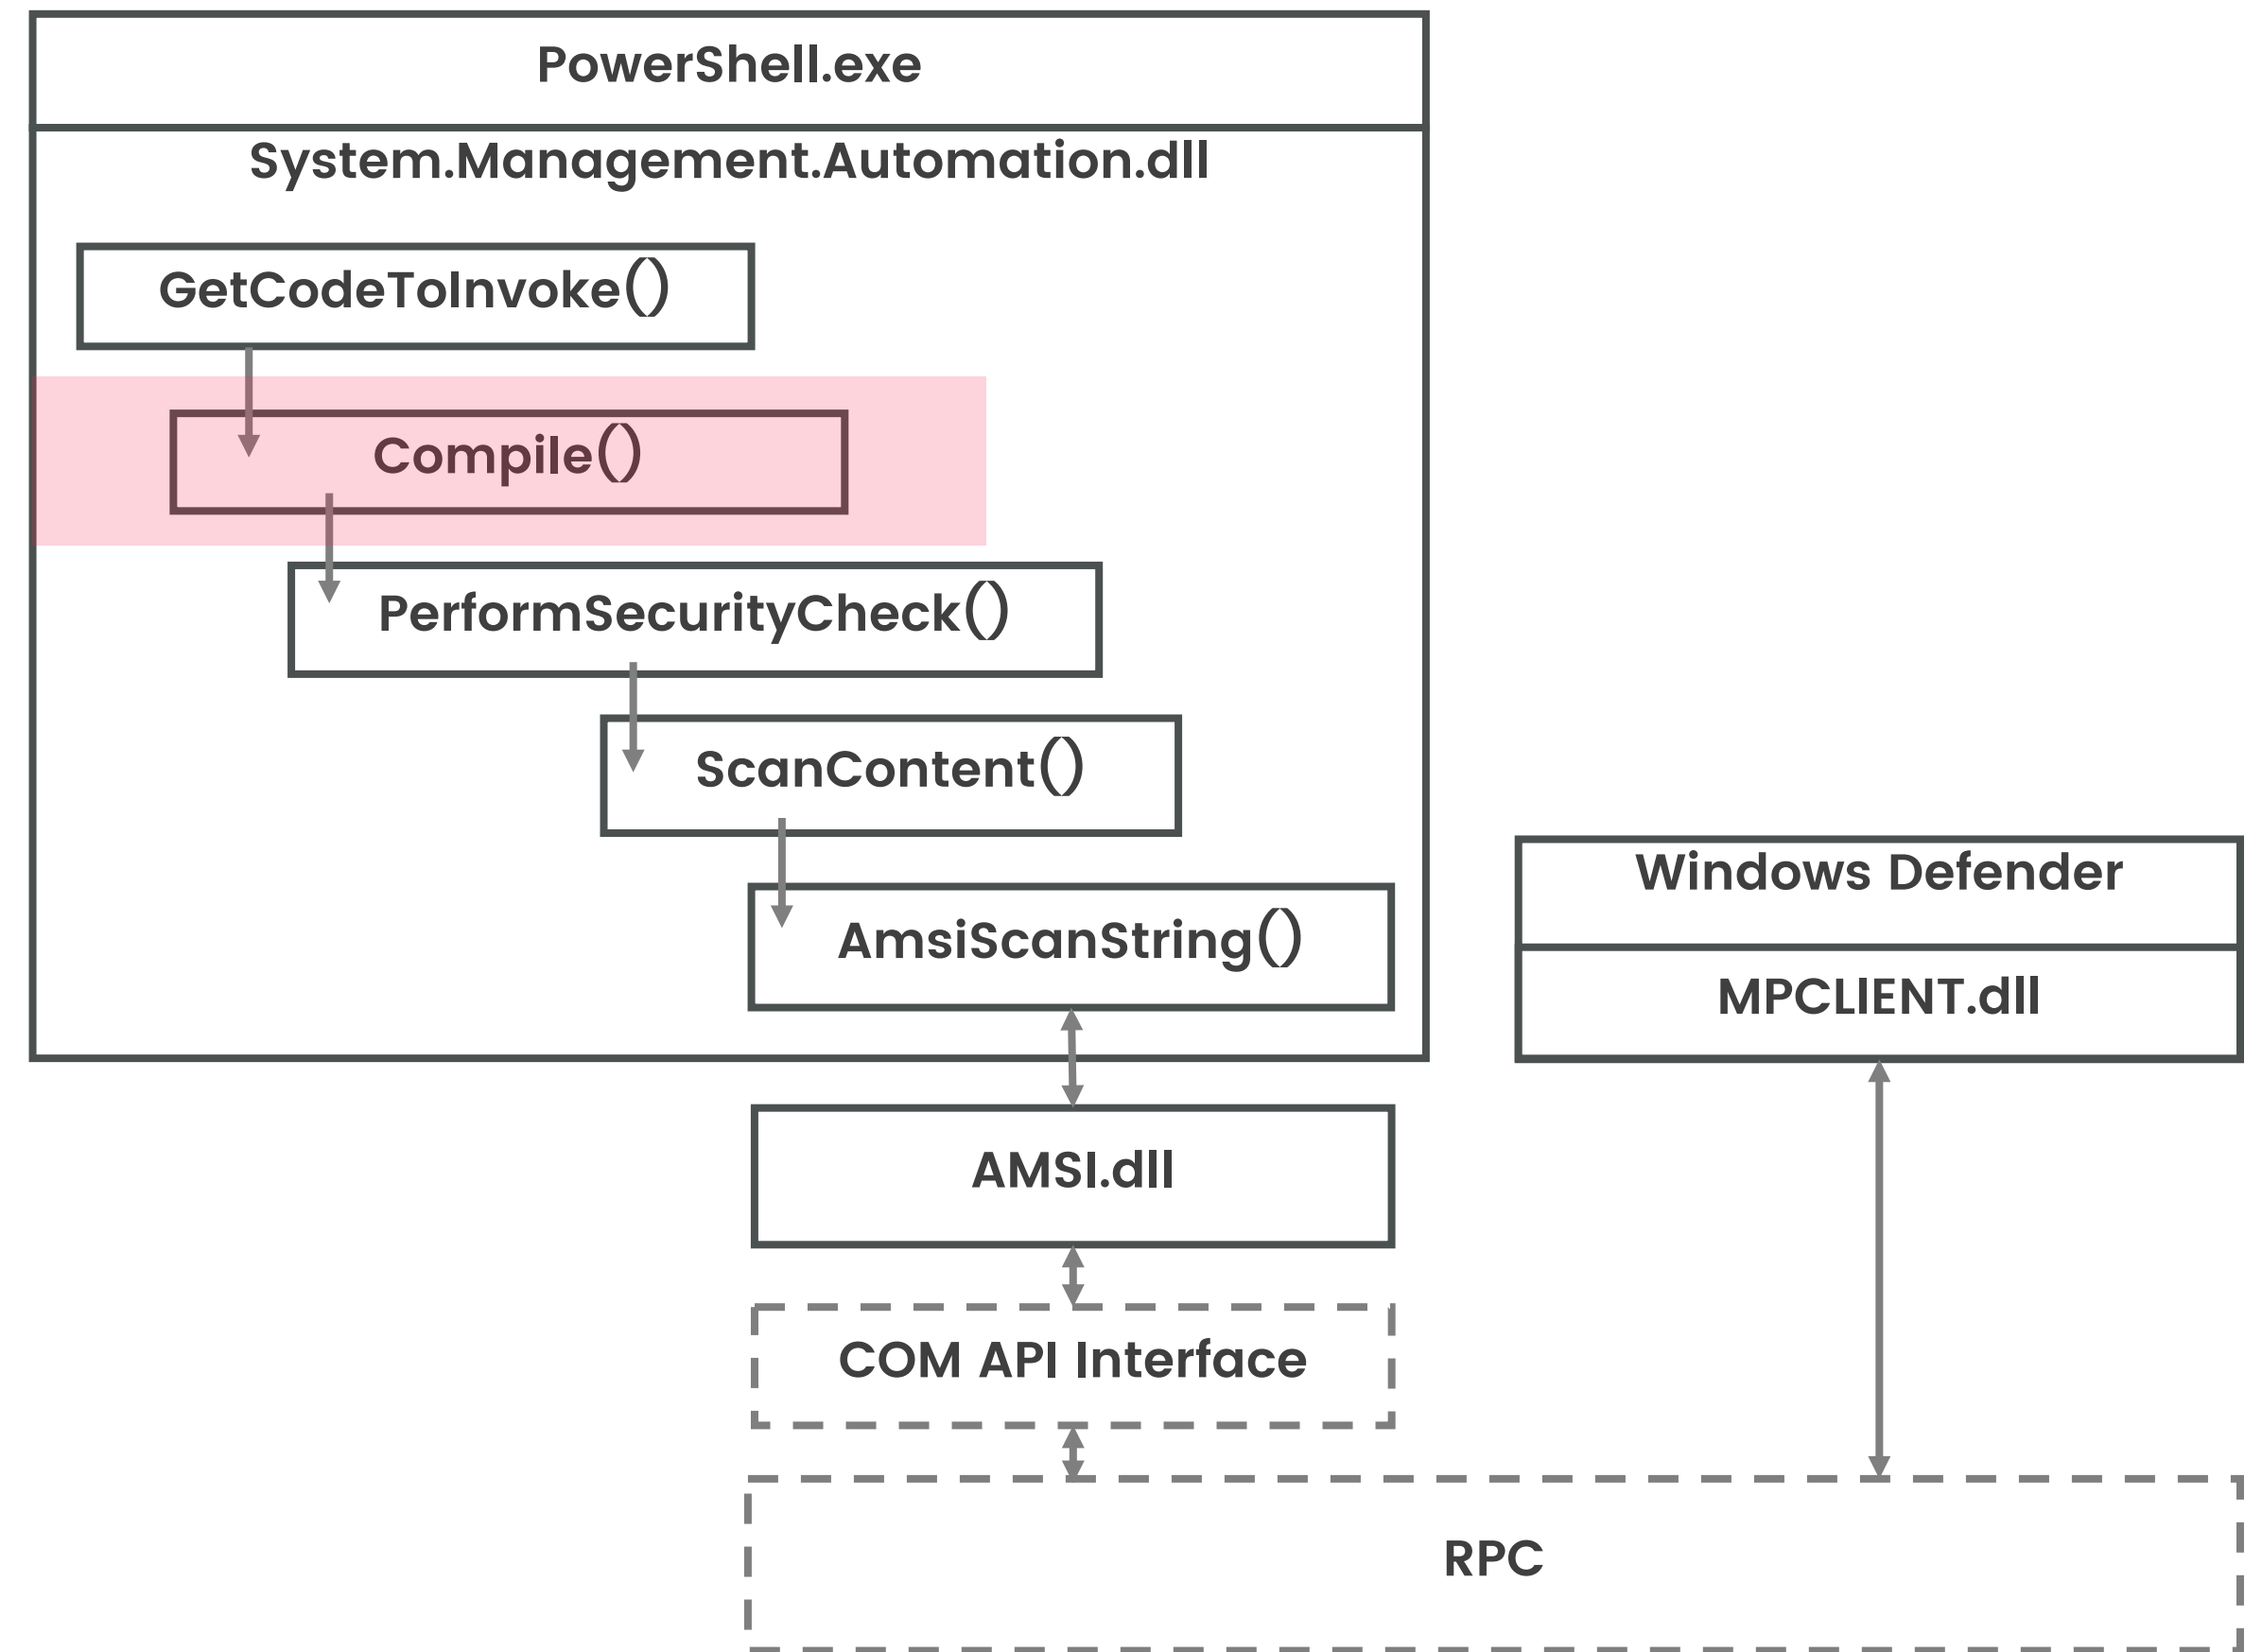 PowerShell.exe
System.Management.Automation.dll
GetCodeToInvoke()
Compile()
PerformSecurityCheck()
ScanContent()
AmsiScanString()
Windows Defender
MPCLIENT.dll
AMSI.dll
COM API Interface
RPC